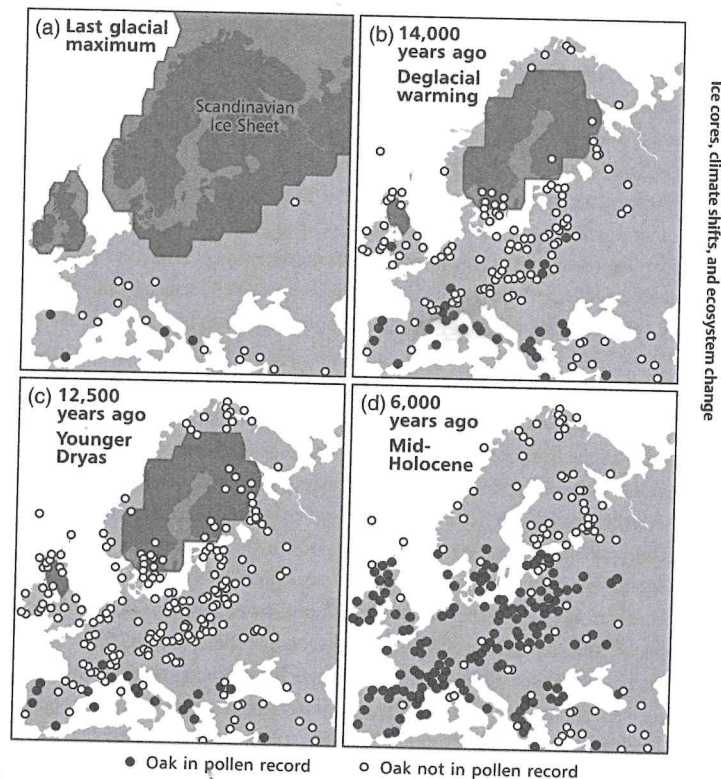 (a) Last glacial
maximum
Scandinavian
Ice Sheet
(b) 14,000
years ago
Deglacial
warming
(c) 12,500
years ago
Younger
Dryas
(d) 6,000
years ago
Mid-
Holocene
Oak in pollen record
Oak not in pollen record
Ice cores, climate shifts, and ecosystem change